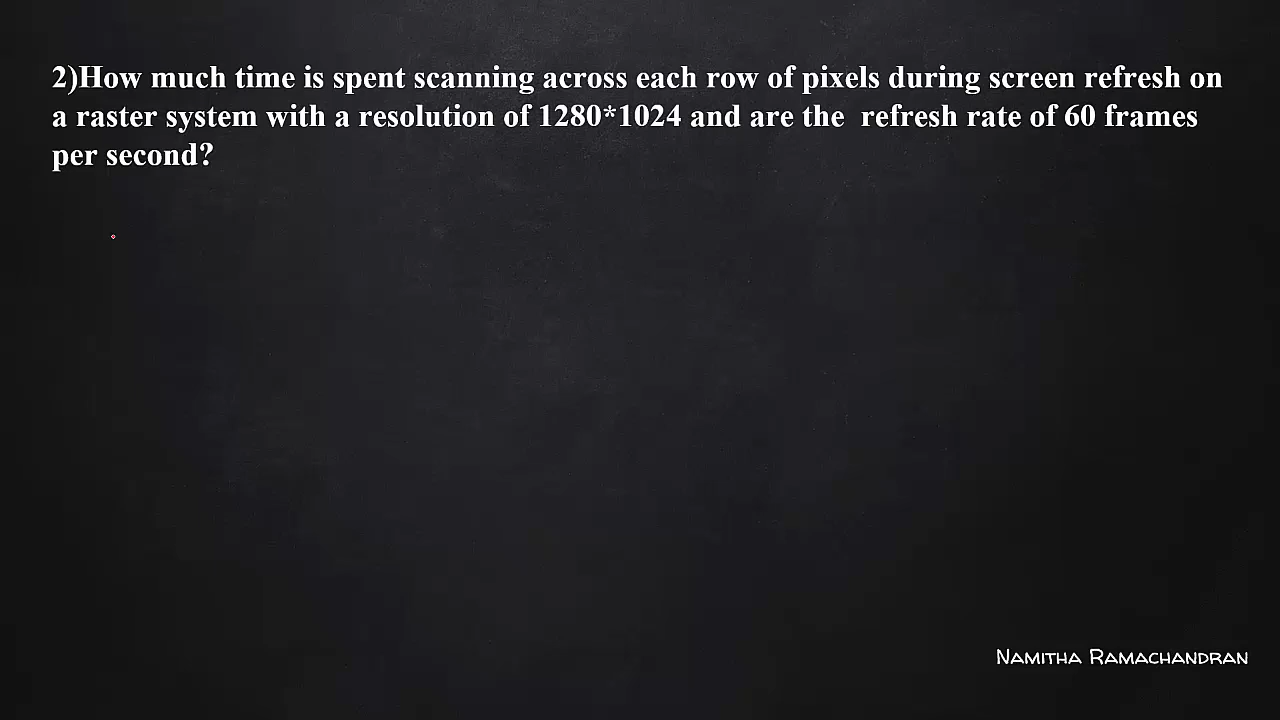 2)How much time is spent scanning across each row of pixels during screen refresh on
a raster system with a resolution of 1280*1024 and are the  refresh rate of 60 frames
per second?
Namitha Ramachandran